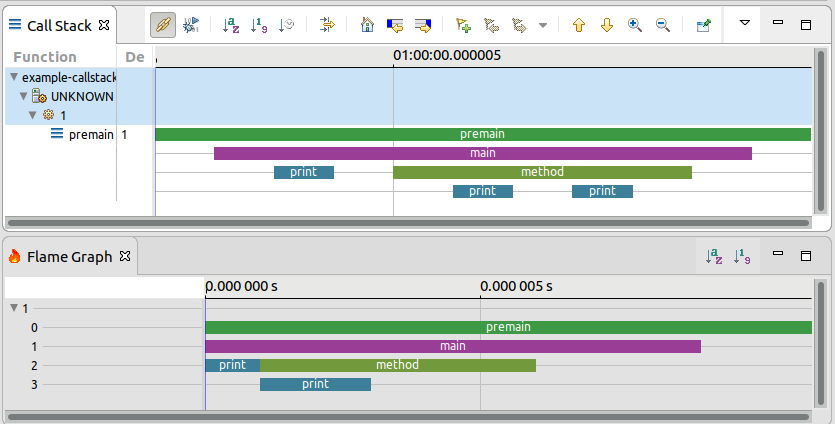 Call Stack
Function De
01:00:00.000005
example-callstack
UNKNOWN
1
premain 1 premain
main
print method
print print
Flame Graph
0.000 000 s 0.000 005 s
1
0 premain
1 main
2 print method
3 print